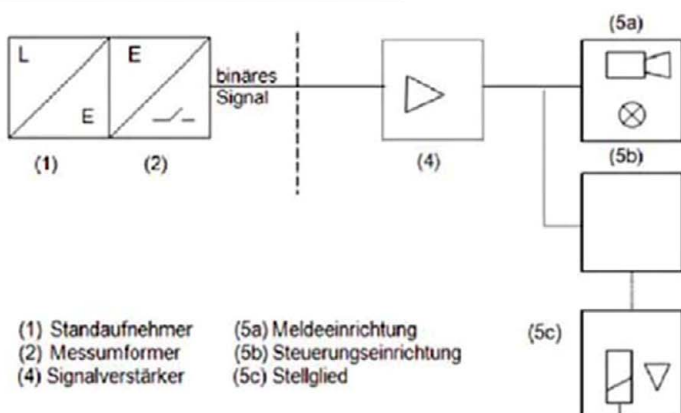 (5a)
L
E
E
binäres
Signal
(1)
(2)
(4)
(5b)
(5c)
(1) Standaufnehmer
(2) Messumformer
(4) Signalverstärker
(5a) Meldeeinrichtung
(5b) Steuerungseinrichtung
(5c) Stellglied